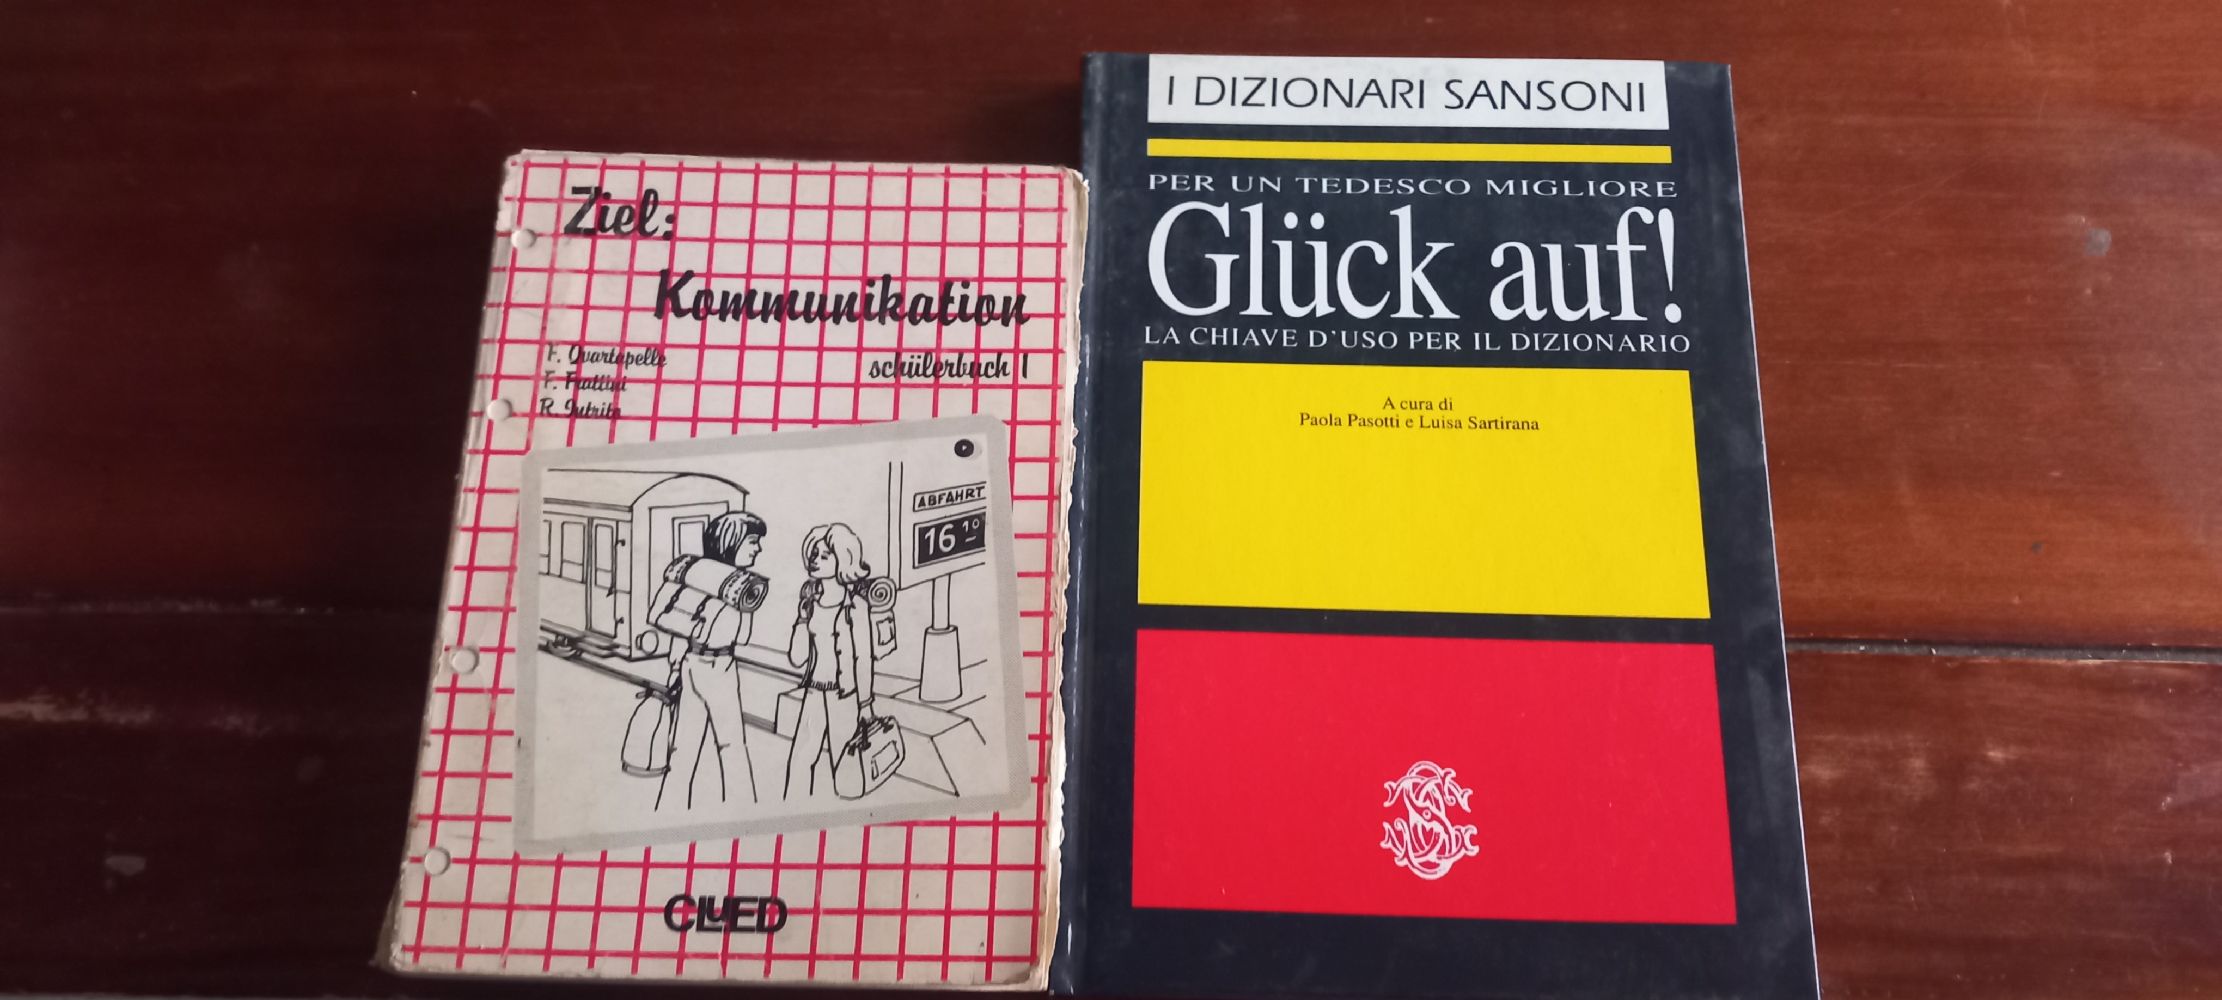 Ziel:
Kommunikation
F. Quartapelle
F. Frattini
schülerbuch 1
ABFAHRT
16 10
CLUED
I DIZIONARI SANSONI
PER UN TEDESCO MIGLIORE
Glück auf!
LA CHIAVE D'USO PER IL DIZIONARIO
A cura di
Paola Pasotti e Luisa Sartirana